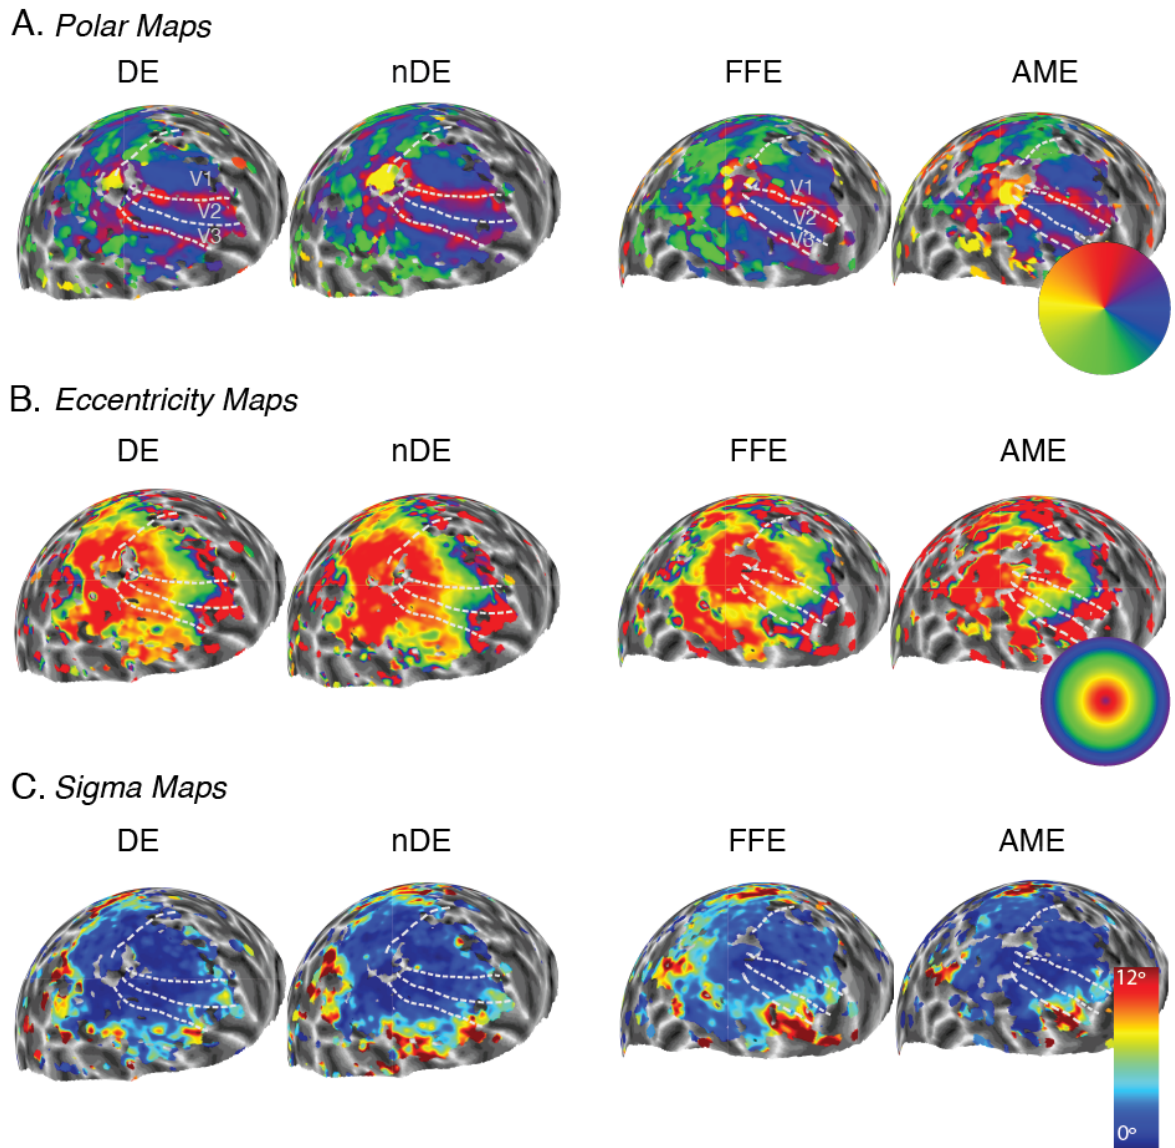 A. Polar Maps
DE nDE FFE AME
V1 V1
V2 V2
V3 V3
B. Eccentricity Maps
DE nDE FFE AME
C. Sigma Maps
DE nDE FFE AME
12°
0°